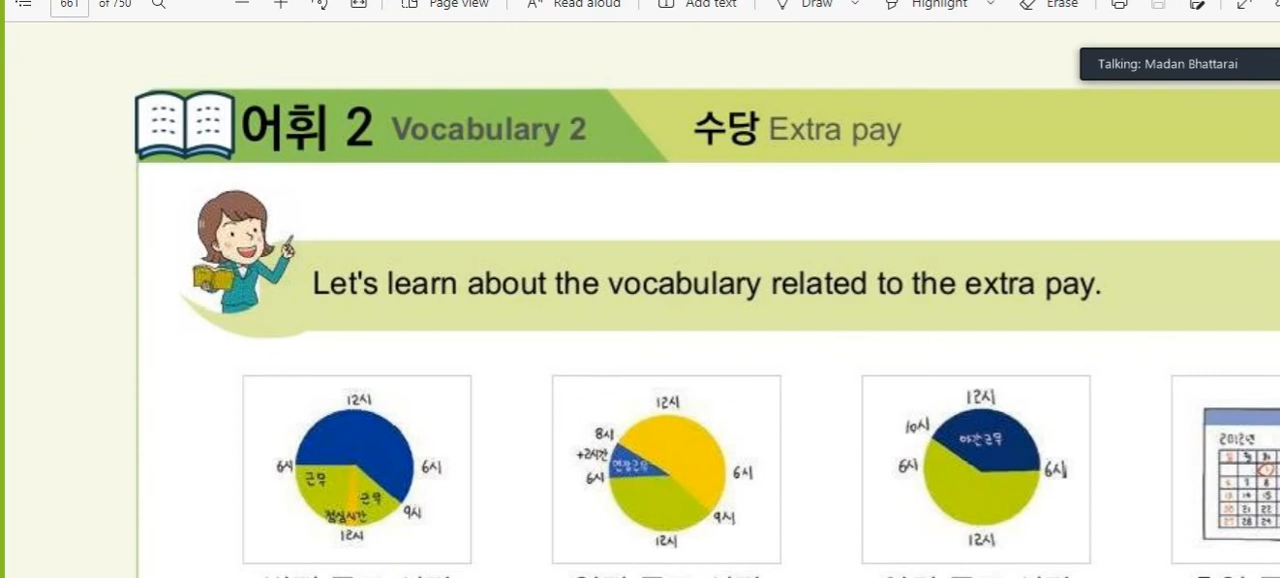 661 of 750 Page view Read aloud Add text Draw Highlight Erase
Talking: Madan Bhattarai
어휘 2 Vocabulary 2 수당 Extra pay
Let's learn about the vocabulary related to the extra pay.
12시
6시 6시
근무 근무
점심시간 9시
12시
12시
8시
+2시간 연장근무
6시 6시
9시
12시
12시
10시 야간근무
6시 6시
12시
2012년